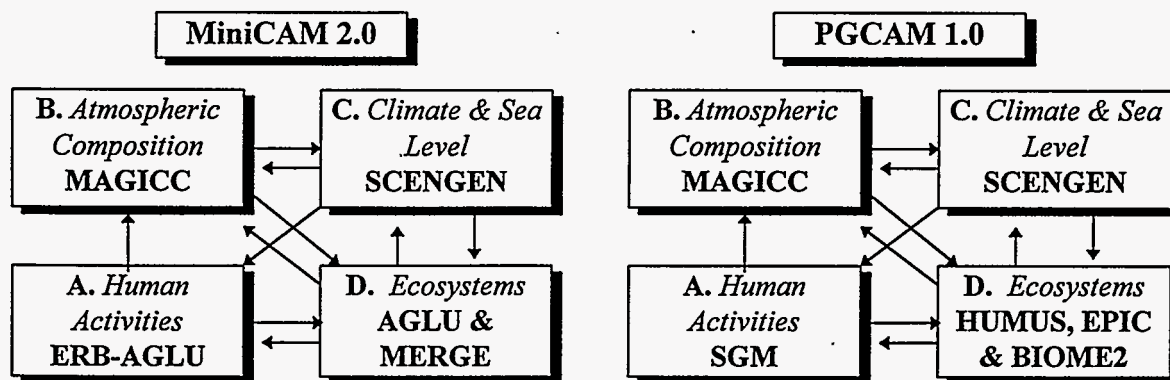 MiniCAM 2.0
B. Atmospheric
Composition
MAGICC
C. Climate & Sea
Level
SCENGEN
A. Human
Activities
ERB-AGLU
D. Ecosystems
AGLU &
MERGE
PGCAM 1.0
B. Atmospheric
Composition
MAGICC
C. Climate & Sea
Level
SCENGEN
A. Human
Activities
SGM
D. Ecosystems
HUMUS, EPIC
& BIOME2